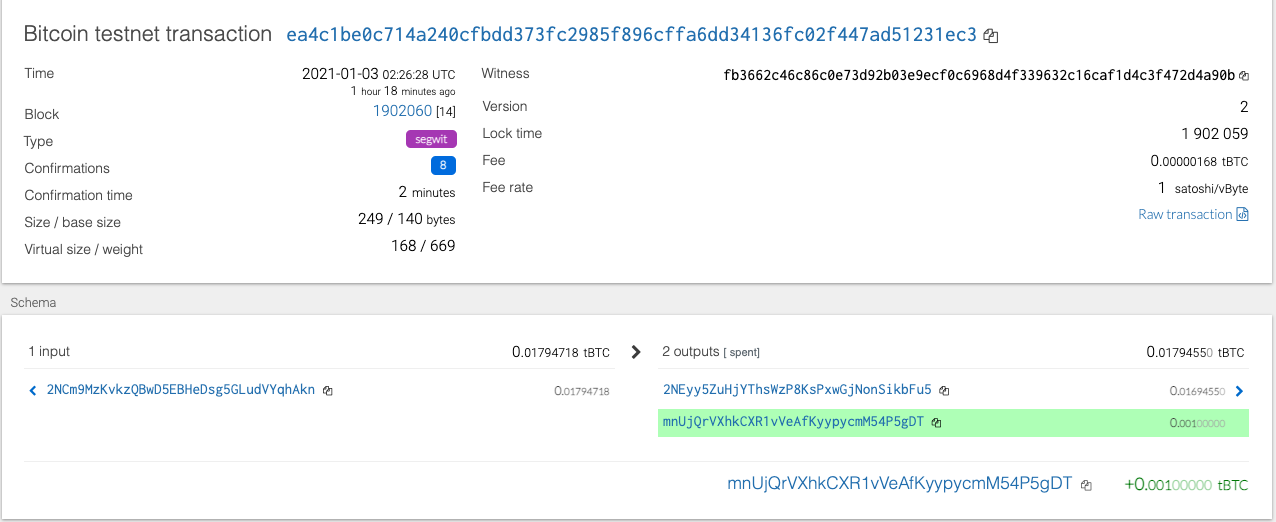 Bitcoin testnet transaction ea4c1be0c714a240cfbdd373fc2985f896cffa6dd34136fc02f447ad51231ec3
Time 2021-01-03 02:26:28 UTC
1 hour 18 minutes ago
Block 1902060 [14]
Type segwit
Confirmations 8
Confirmation time 2 minutes
Size / base size 249 / 140 bytes
Virtual size / weight 168 / 669
Witness fb3662c46c86c0e73d92b03e9ecf0c6968d4f339632c16caf1d4c3f472d4a90b
Version 2
Lock time 1 902 059
Fee 0.00000168 tBTC
Fee rate 1 satoshi/vByte
Raw transaction
Schema
1 input 0.01794718 tBTC
2NCm9MzKvkzQBwD5EBHeDsg5GLudVYqhAkn 0.01794718
2 outputs [ spent] 0.01794550 tBTC
2NEyy5ZuHjYThsWzP8KsPxwGjNonSikbFu5 0.01694550
mnUjQrVXhkCXR1vVeAfKyypycmM54P5gDT 0.00100000
mnUjQrVXhkCXR1vVeAfKyypycmM54P5gDT +0.00100000 tBTC